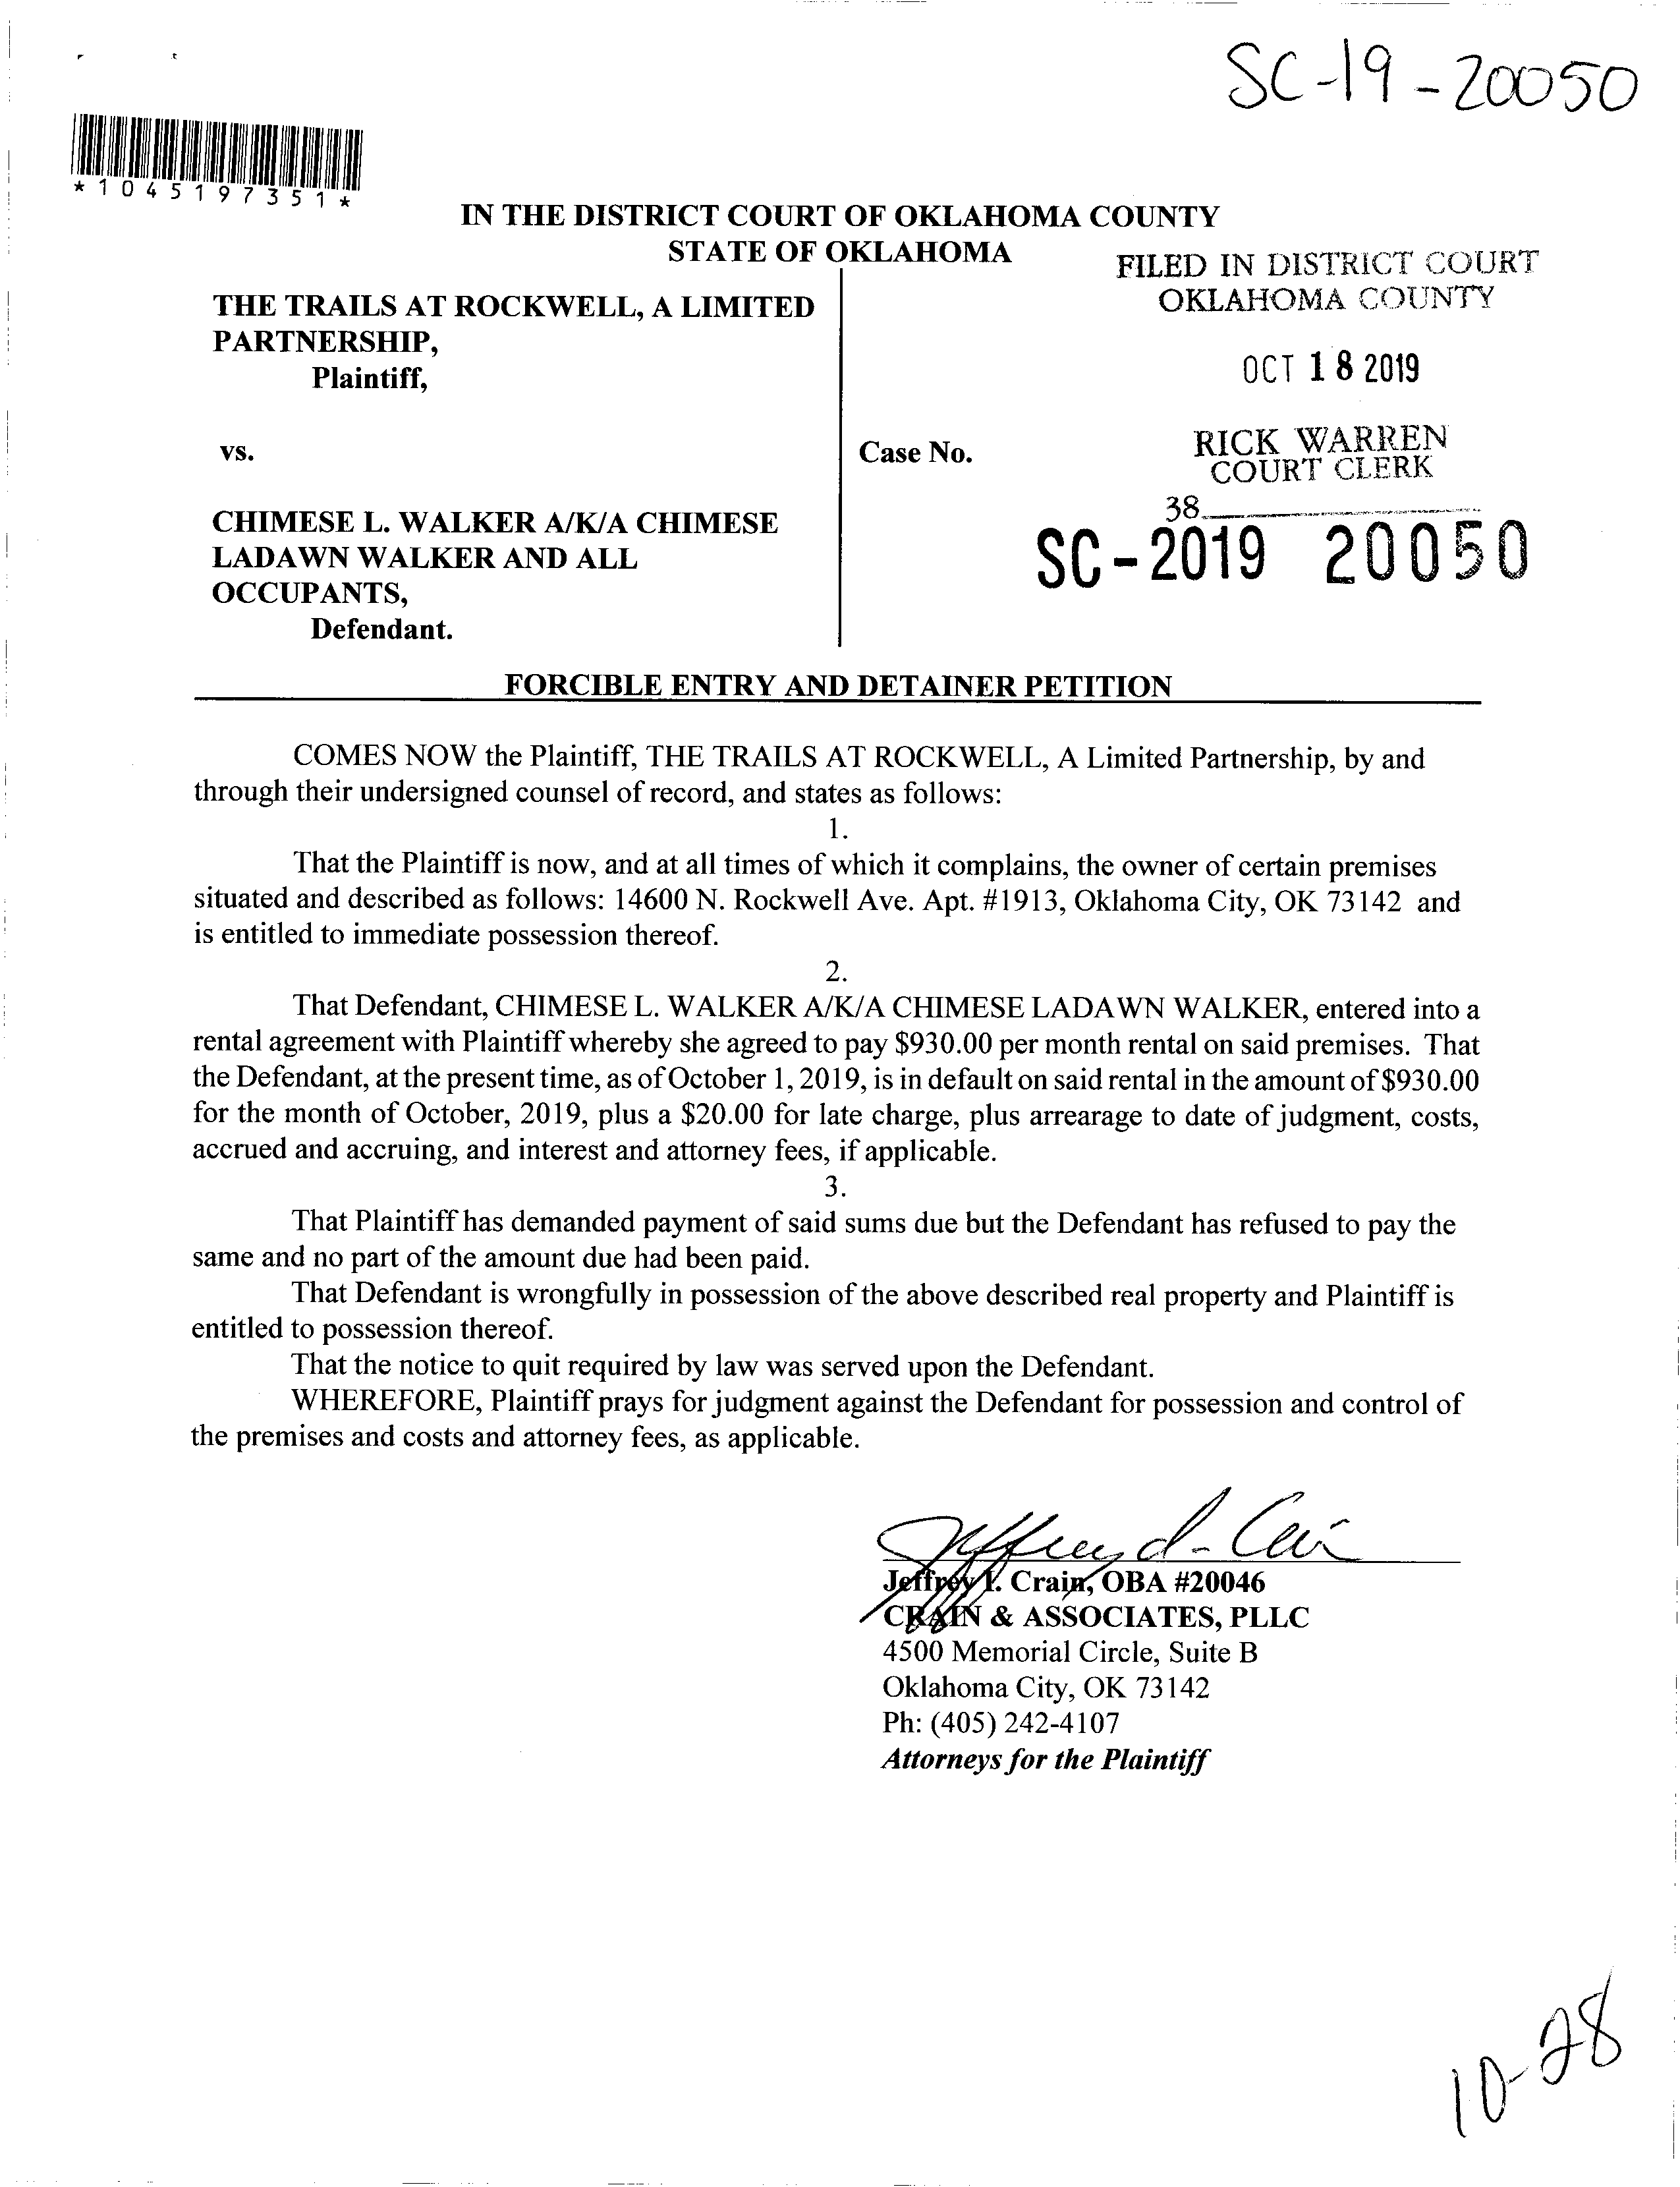 SC-19-20050
*1045197351*
IN THE DISTRICT COURT OF OKLAHOMA COUNTY
STATE OF OKLAHOMA
FILED IN DISTRICT COURT
OKLAHOMA COUNTY
THE TRAILS AT ROCKWELL, A LIMITED
PARTNERSHIP,
Plaintiff,
OCT 18 2019
vs.
Case No.
RICK WARREN
COURT CLERK
38
SC-2019 20050
CHIMESE L. WALKER A/K/A CHIMESE
LADAWN WALKER AND ALL
OCCUPANTS,
Defendant.
FORCIBLE ENTRY AND DETAINER PETITION
COMES NOW the Plaintiff, THE TRAILS AT ROCKWELL, A Limited Partnership, by and
through their undersigned counsel of record, and states as follows:
1.
That the Plaintiff is now, and at all times of which it complains, the owner of certain premises
situated and described as follows: 14600 N. Rockwell Ave. Apt. #1913, Oklahoma City, OK 73142 and
is entitled to immediate possession thereof.
2.
That Defendant, CHIMESE L. WALKER A/K/A CHIMESE LADAWN WALKER, entered into a
rental agreement with Plaintiff whereby she agreed to pay $930.00 per month rental on said premises. That
the Defendant, at the present time, as of October 1, 2019, is in default on said rental in the amount of $930.00
for the month of October, 2019, plus a $20.00 for late charge, plus arrearage to date of judgment, costs,
accrued and accruing, and interest and attorney fees, if applicable.
3.
That Plaintiff has demanded payment of said sums due but the Defendant has refused to pay the
same and no part of the amount due had been paid.
That Defendant is wrongfully in possession of the above described real property and Plaintiff is
entitled to possession thereof.
That the notice to quit required by law was served upon the Defendant.
WHEREFORE, Plaintiff prays for judgment against the Defendant for possession and control of
the premises and costs and attorney fees, as applicable.
Jeffrey Crain, OBA #20046
CRAIN & ASSOCIATES, PLLC
4500 Memorial Circle, Suite B
Oklahoma City, OK 73142
Ph: (405) 242-4107
Attorneys for the Plaintiff
10-28